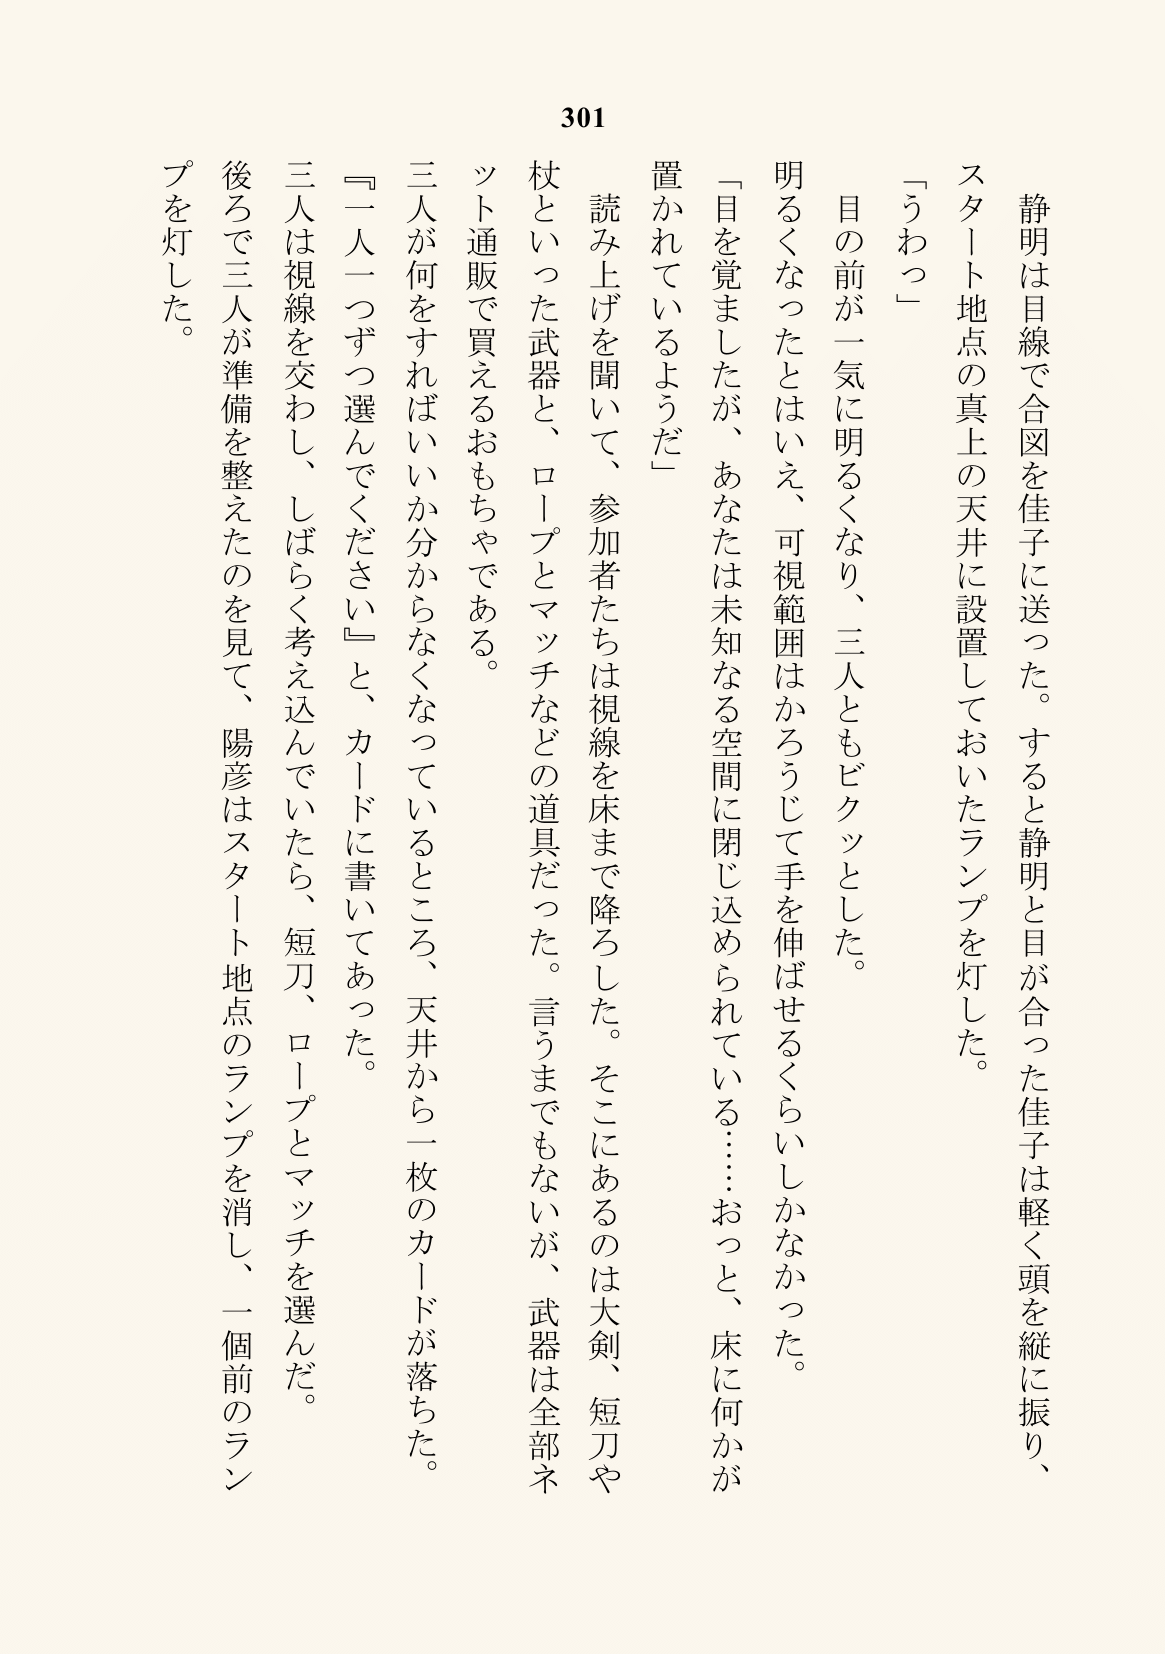 301
　静明は目線で合図を佳子に送った。すると静明と目が合った佳子は軽く頭を縦に振り、
スタート地点の真上の天井に設置しておいたランプを灯した。
「うわっ」
　目の前が一気に明るくなり、三人ともビクッとした。
明るくなったとはいえ、可視範囲はかろうじて手を伸ばせるくらいしかなかった。
「目を覚ましたが、あなたは未知なる空間に閉じ込められている……おっと、床に何かが
置かれているようだ」
　読み上げを聞いて、参加者たちは視線を床まで降ろした。そこにあるのは大剣、短刀や
杖といった武器と、ロープとマッチなどの道具だった。言うまでもないが、武器は全部ネ
ット通販で買えるおもちゃである。
三人が何をすればいいか分からなくなっているところ、天井から一枚のカードが落ちた。
『一人一つずつ選んでください』と、カードに書いてあった。
三人は視線を交わし、しばらく考え込んでいたら、短刀、ロープとマッチを選んだ。
後ろで三人が準備を整えたのを見て、陽彦はスタート地点のランプを消し、一個前のラン
プを灯した。